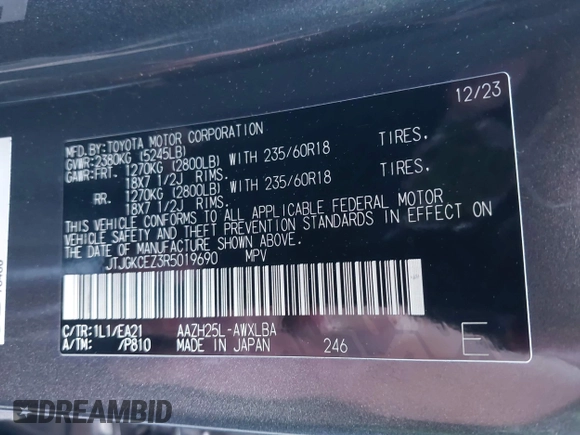 12/23
MFD.BY:TOYOTA MOTOR CORPORATION
GVWR:2380KG (5245LB)
GAWR:FRT. 1270KG (2800LB) WITH 235/60R18 TIRES.
18X7 1/2J RIMS.
RR. 1270KG (2800LB) WITH 235/60R18 TIRES.
18X7 1/2J RIMS.
THIS VEHICLE CONFORMS TO ALL APPLICABLE FEDERAL MOTOR
VEHICLE SAFETY AND THEFT PREVENTION STANDARDS IN EFFECT ON
THE DATE OF MANUFACTURE SHOWN ABOVE.
JTJGKCEZ3R5019690 MPV
C/TR:1L1/EA21 AAZH25L-AWXLBA
A/TM: /P810 MADE IN JAPAN 246 E
DREAMBID